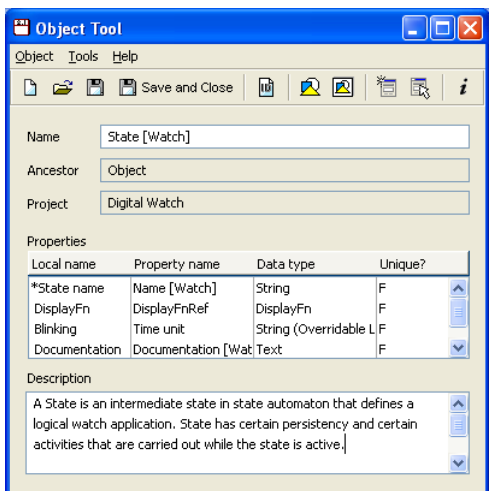 Object Tool
Object Tools Help
Save and Close ID i
Name State [Watch]
Ancestor Object
Project Digital Watch
Properties
Local name Property name Data type Unique?
*State name Name [Watch] String F
DisplayFn DisplayFnRef DisplayFn F
Blinking Time unit String (Overridable L F
Documentation Documentation [Wat Text F
Description
A State is an intermediate state in state automaton that defines a
logical watch application. State has certain persistency and certain
activities that are carried out while the state is active.